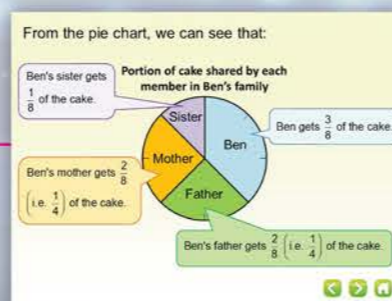 From the pie chart, we can see that:
Portion of cake shared by each
member in Ben's family
Ben's sister gets
1/8 of the cake.
Ben gets 3/8 of the cake.
Sister
Ben
Mother
Father
Ben's mother gets 2/8
(i.e. 1/4) of the cake.
Ben's father gets 2/8 (i.e. 1/4) of the cake.